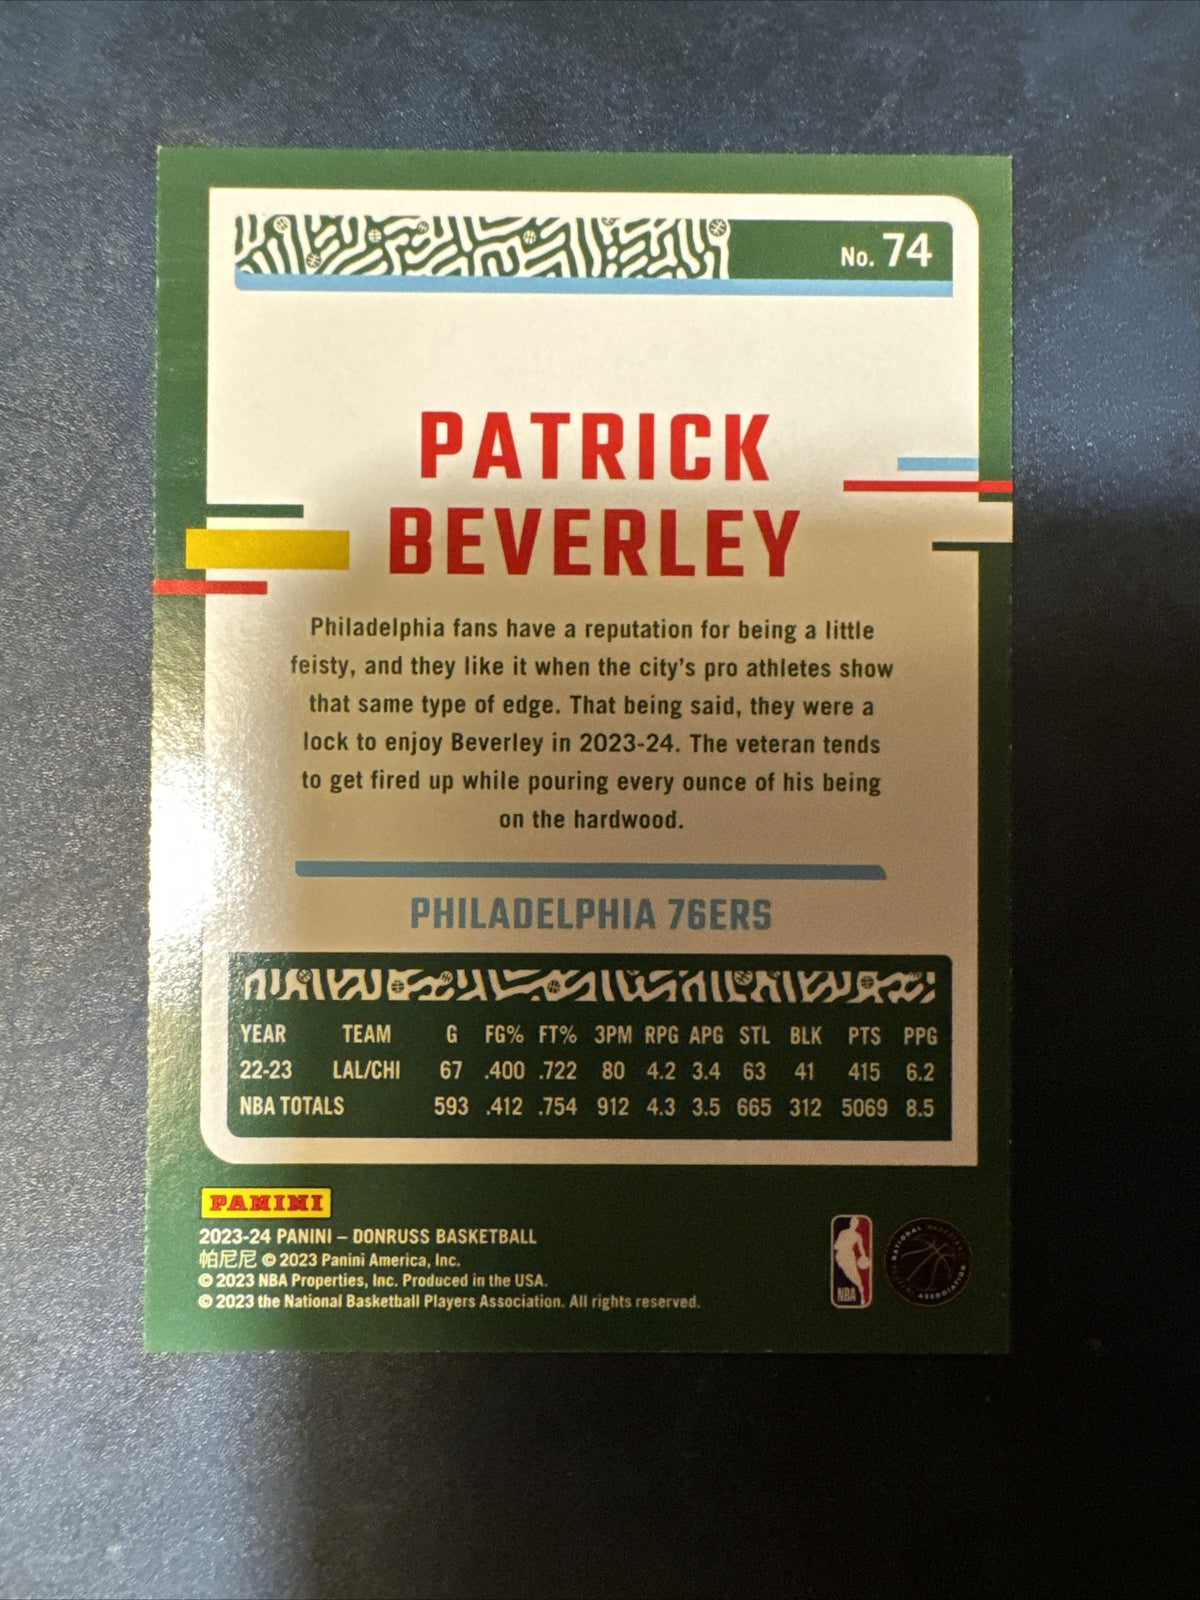 No. 74
PATRICK
BEVERLEY
Philadelphia fans have a reputation for being a little
feisty, and they like it when the city's pro athletes show
that same type of edge. That being said, they were a
lock to enjoy Beverley in 2023-24. The veteran tends
to get fired up while pouring every ounce of his being
on the hardwood.
PHILADELPHIA 76ERS
YEAR TEAM G FG% FT% 3PM RPG APG STL BLK PTS PPG
22-23 LAL/CHI 67 .400 .722 80 4.2 3.4 63 41 415 6.2
NBA TOTALS 593 .412 .754 912 4.3 3.5 665 312 5069 8.5
PANINI
2023-24 PANINI – DONRUSS BASKETBALL
帕尼尼 © 2023 Panini America, Inc.
© 2023 NBA Properties, Inc. Produced in the USA.
© 2023 the National Basketball Players Association. All rights reserved.
NBA
NATIONAL BASKETBALL
ASSOCIATION